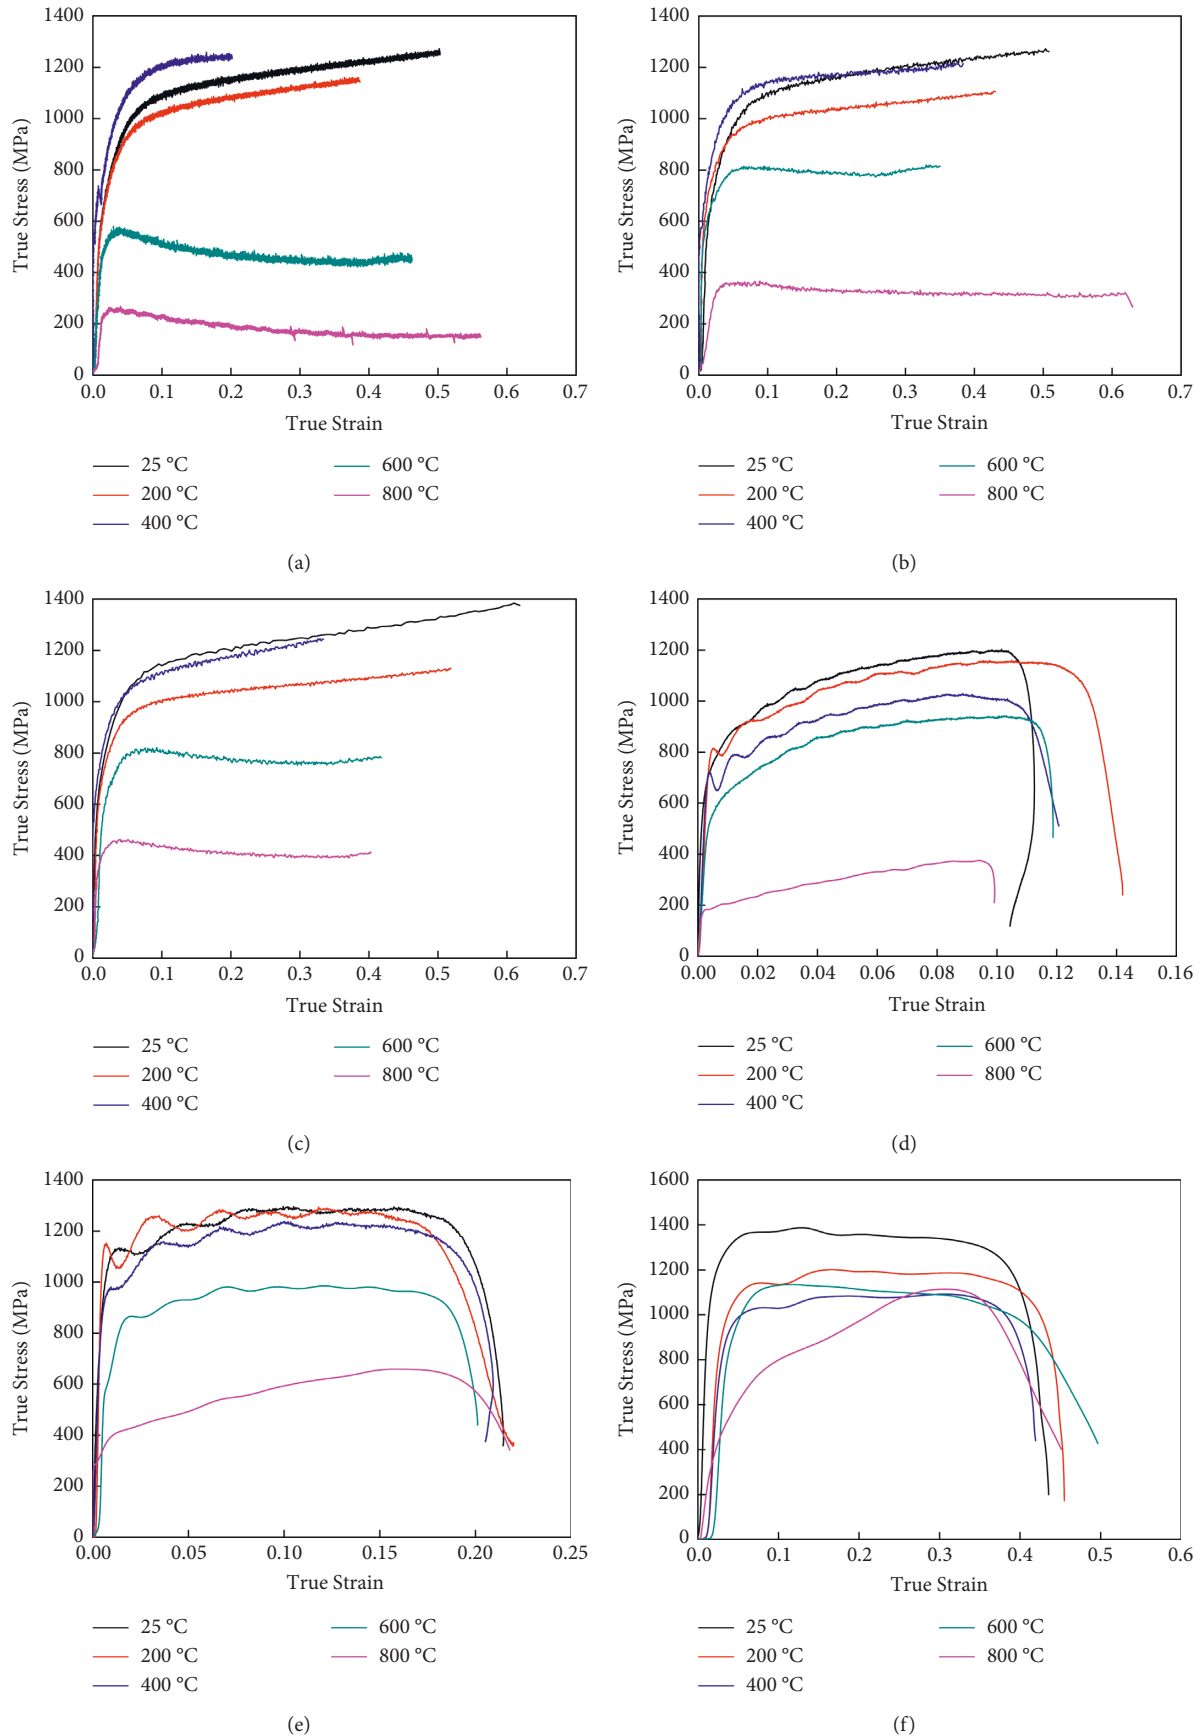 1400
1200
1000
800
600
400
200
0
True Stress (MPa)
0.0 0.1 0.2 0.3 0.4 0.5 0.6 0.7
True Strain
25 °C 600 °C
200 °C 800 °C
400 °C
(a)
1400
1200
1000
800
600
400
200
0
True Stress (MPa)
0.0 0.1 0.2 0.3 0.4 0.5 0.6 0.7
True Strain
25 °C 600 °C
200 °C 800 °C
400 °C
(b)
1400
1200
1000
800
600
400
200
0
True Stress (MPa)
0.0 0.1 0.2 0.3 0.4 0.5 0.6 0.7
True Strain
25 °C 600 °C
200 °C 800 °C
400 °C
(c)
1400
1200
1000
800
600
400
200
0
True Stress (MPa)
0.00 0.02 0.04 0.06 0.08 0.10 0.12 0.14 0.16
True Strain
25 °C 600 °C
200 °C 800 °C
400 °C
(d)
1400
1200
1000
800
600
400
200
0
True Stress (MPa)
0.00 0.05 0.10 0.15 0.20 0.25
True Strain
25 °C 600 °C
200 °C 800 °C
400 °C
(e)
1600
1400
1200
1000
800
600
400
200
0
True Stress (MPa)
0.0 0.1 0.2 0.3 0.4 0.5 0.6
True Strain
25 °C 600 °C
200 °C 800 °C
400 °C
(f)